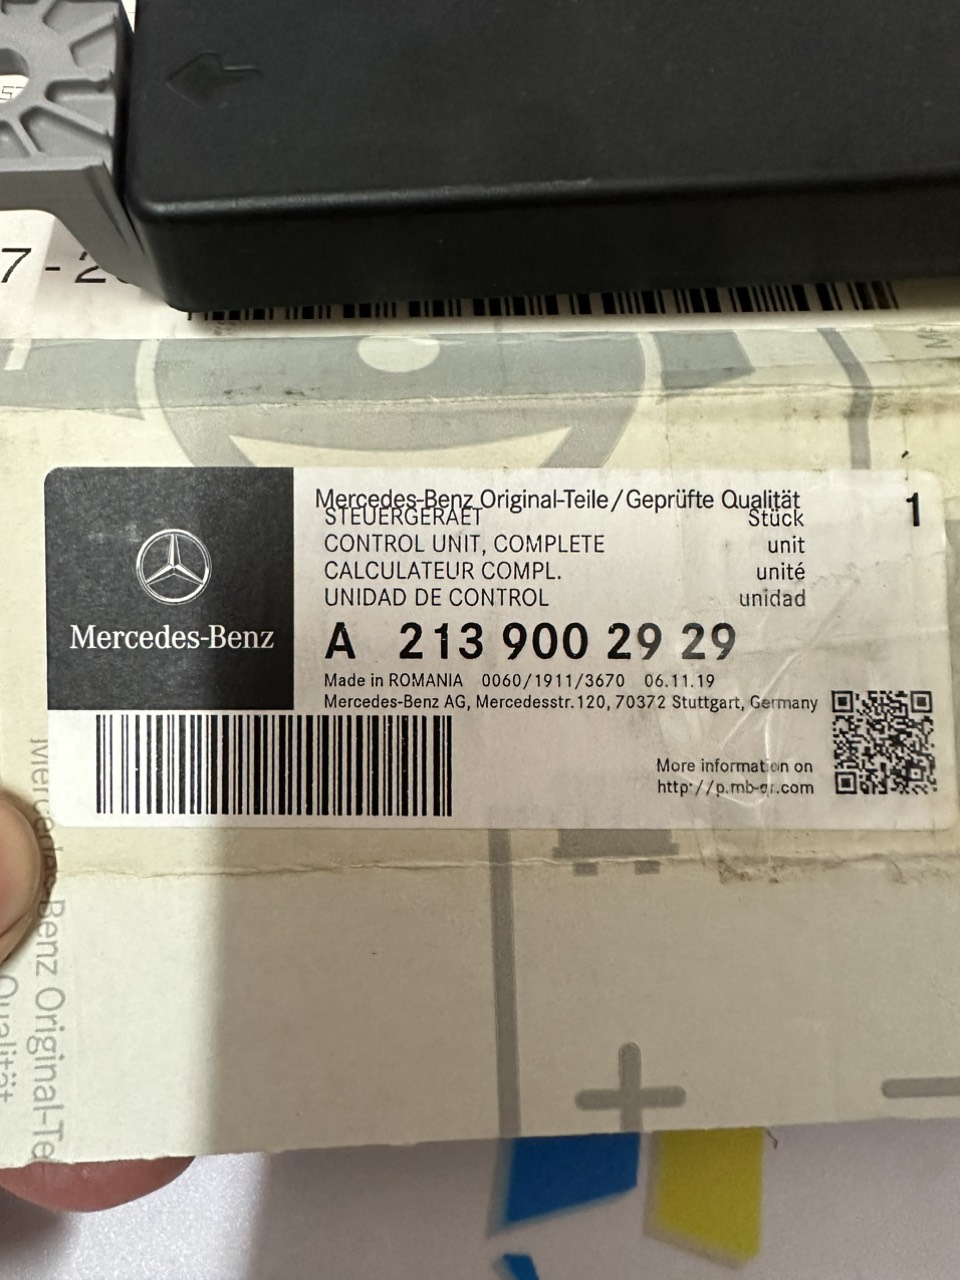 7-2
Mercedes-Benz Original-Teile/Geprüfte Qualität
STEUERGERAET Stück 1
CONTROL UNIT, COMPLETE unit
CALCULATEUR COMPL. unité
UNIDAD DE CONTROL unidad
A 213 900 29 29
Mercedes-Benz
Made in ROMANIA 0060/1911/3670 06.11.19
Mercedes-Benz AG, Mercedesstr.120, 70372 Stuttgart, Germany
More information on
http://p.mb-qr.com
Mercedes-Benz Original-Te
Qualität